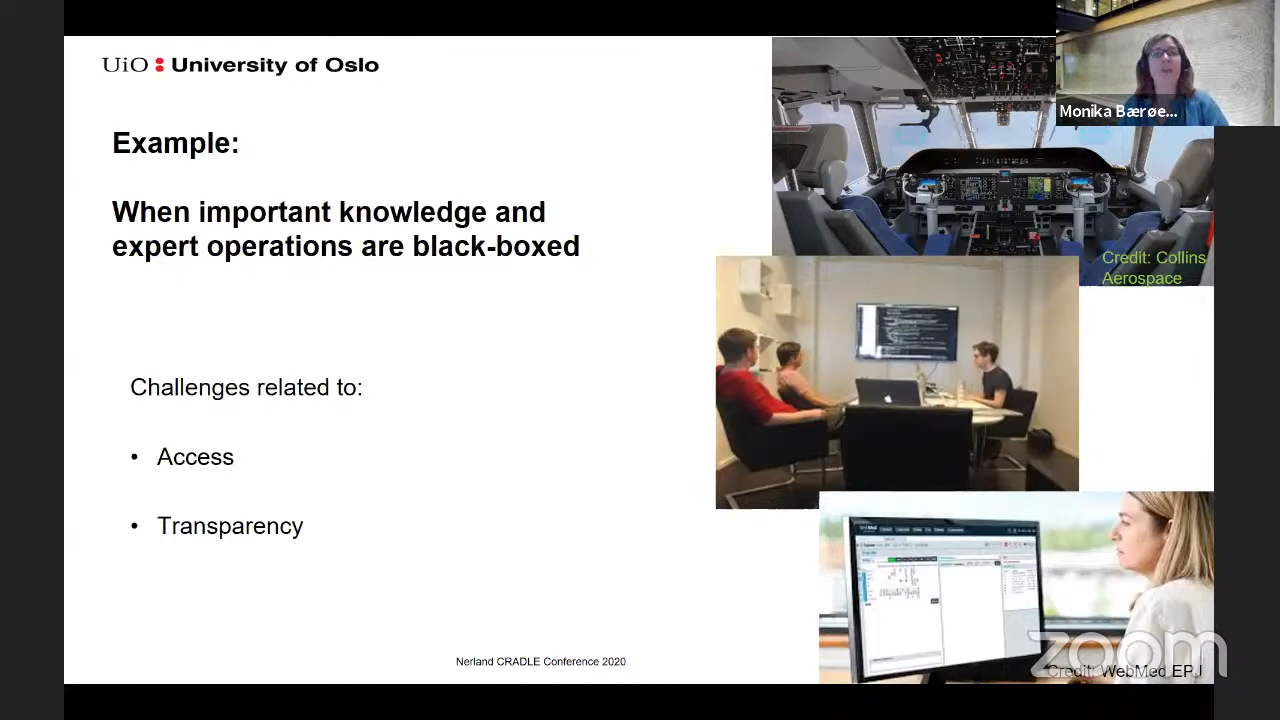 UiO : University of Oslo
Monika Bærøe...
Example:
When important knowledge and
expert operations are black-boxed
Credit: Collins
Aerospace
Challenges related to:
• Access
• Transparency
Nerland CRADLE Conference 2020
zoom
Credit: WebMed EPJ